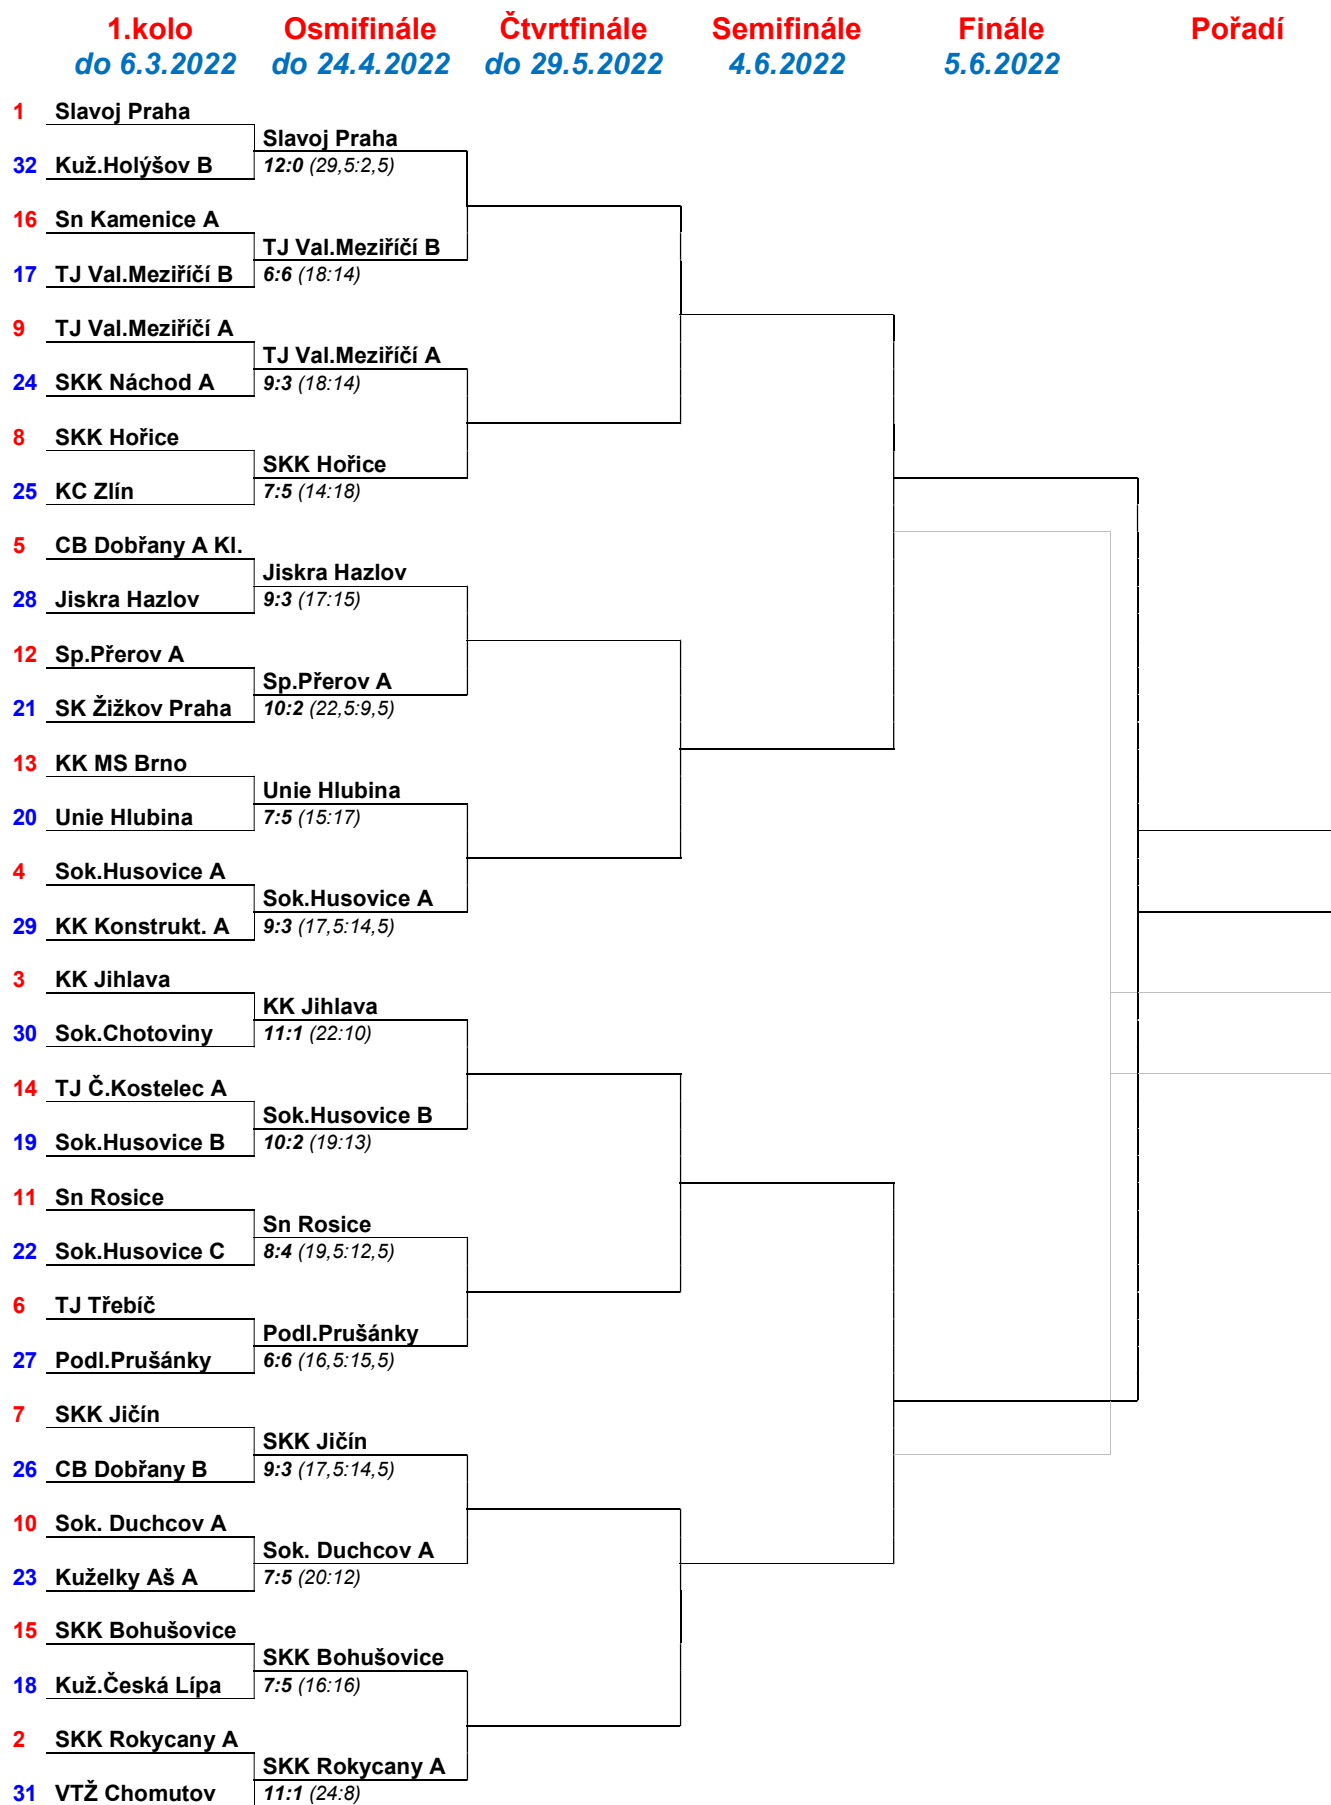 1.kolo Osmifinále Čtvrtfinále Semifinále Finále Pořadí
do 6.3.2022 do 24.4.2022 do 29.5.2022 4.6.2022 5.6.2022
1 Slavoj Praha
Slavoj Praha
32 Kuž.Holýšov B 12:0 (29,5:2,5)
16 Sn Kamenice A
TJ Val.Meziříčí B
17 TJ Val.Meziříčí B 6:6 (18:14)
9 TJ Val.Meziříčí A
TJ Val.Meziříčí A
24 SKK Náchod A 9:3 (18:14)
8 SKK Hořice
SKK Hořice
25 KC Zlín 7:5 (14:18)
5 CB Dobřany A Kl.
Jiskra Hazlov
28 Jiskra Hazlov 9:3 (17:15)
12 Sp.Přerov A
Sp.Přerov A
21 SK Žižkov Praha 10:2 (22,5:9,5)
13 KK MS Brno
Unie Hlubina
20 Unie Hlubina 7:5 (15:17)
4 Sok.Husovice A
Sok.Husovice A
29 KK Konstrukt. A 9:3 (17,5:14,5)
3 KK Jihlava
KK Jihlava
30 Sok.Chotoviny 11:1 (22:10)
14 TJ Č.Kostelec A
Sok.Husovice B
19 Sok.Husovice B 10:2 (19:13)
11 Sn Rosice
Sn Rosice
22 Sok.Husovice C 8:4 (19,5:12,5)
6 TJ Třebíč
Podl.Prušánky
27 Podl.Prušánky 6:6 (16,5:15,5)
7 SKK Jičín
SKK Jičín
26 CB Dobřany B 9:3 (17,5:14,5)
10 Sok. Duchcov A
Sok. Duchcov A
23 Kuželky Aš A 7:5 (20:12)
15 SKK Bohušovice
SKK Bohušovice
18 Kuž.Česká Lípa 7:5 (16:16)
2 SKK Rokycany A
SKK Rokycany A
31 VTŽ Chomutov 11:1 (24:8)